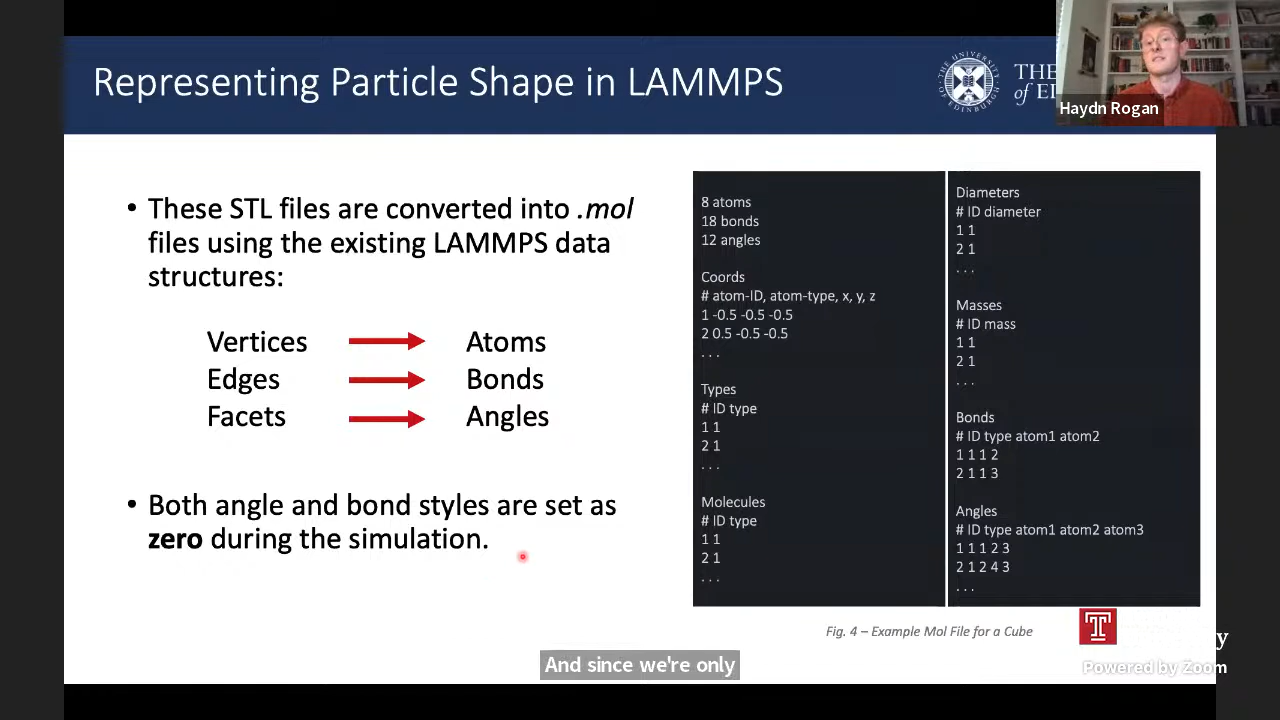 Representing Particle Shape in LAMMPS
THE UNIVERSITY
OF EDINBURGH
THE
of E
Haydn Rogan
• These STL files are converted into .mol
files using the existing LAMMPS data
structures:
Vertices
Atoms
Edges
Bonds
Facets
Angles
• Both angle and bond styles are set as
zero during the simulation.
8 atoms
18 bonds
12 angles
Coords
# atom-ID, atom-type, x, y, z
1 -0.5 -0.5 -0.5
2 0.5 -0.5 -0.5
. . .
Types
# ID type
1 1
2 1
. . .
Molecules
# ID type
1 1
2 1
. . .
Diameters
# ID diameter
1 1
2 1
. . .
Masses
# ID mass
1 1
2 1
. . .
Bonds
# ID type atom1 atom2
1 1 1 2
2 1 1 3
Angles
# ID type atom1 atom2 atom3
1 1 1 2 3
2 1 2 4 3
. . .
Fig. 4 – Example Mol File for a Cube
T
y
And since we're only
Powered by Zoom